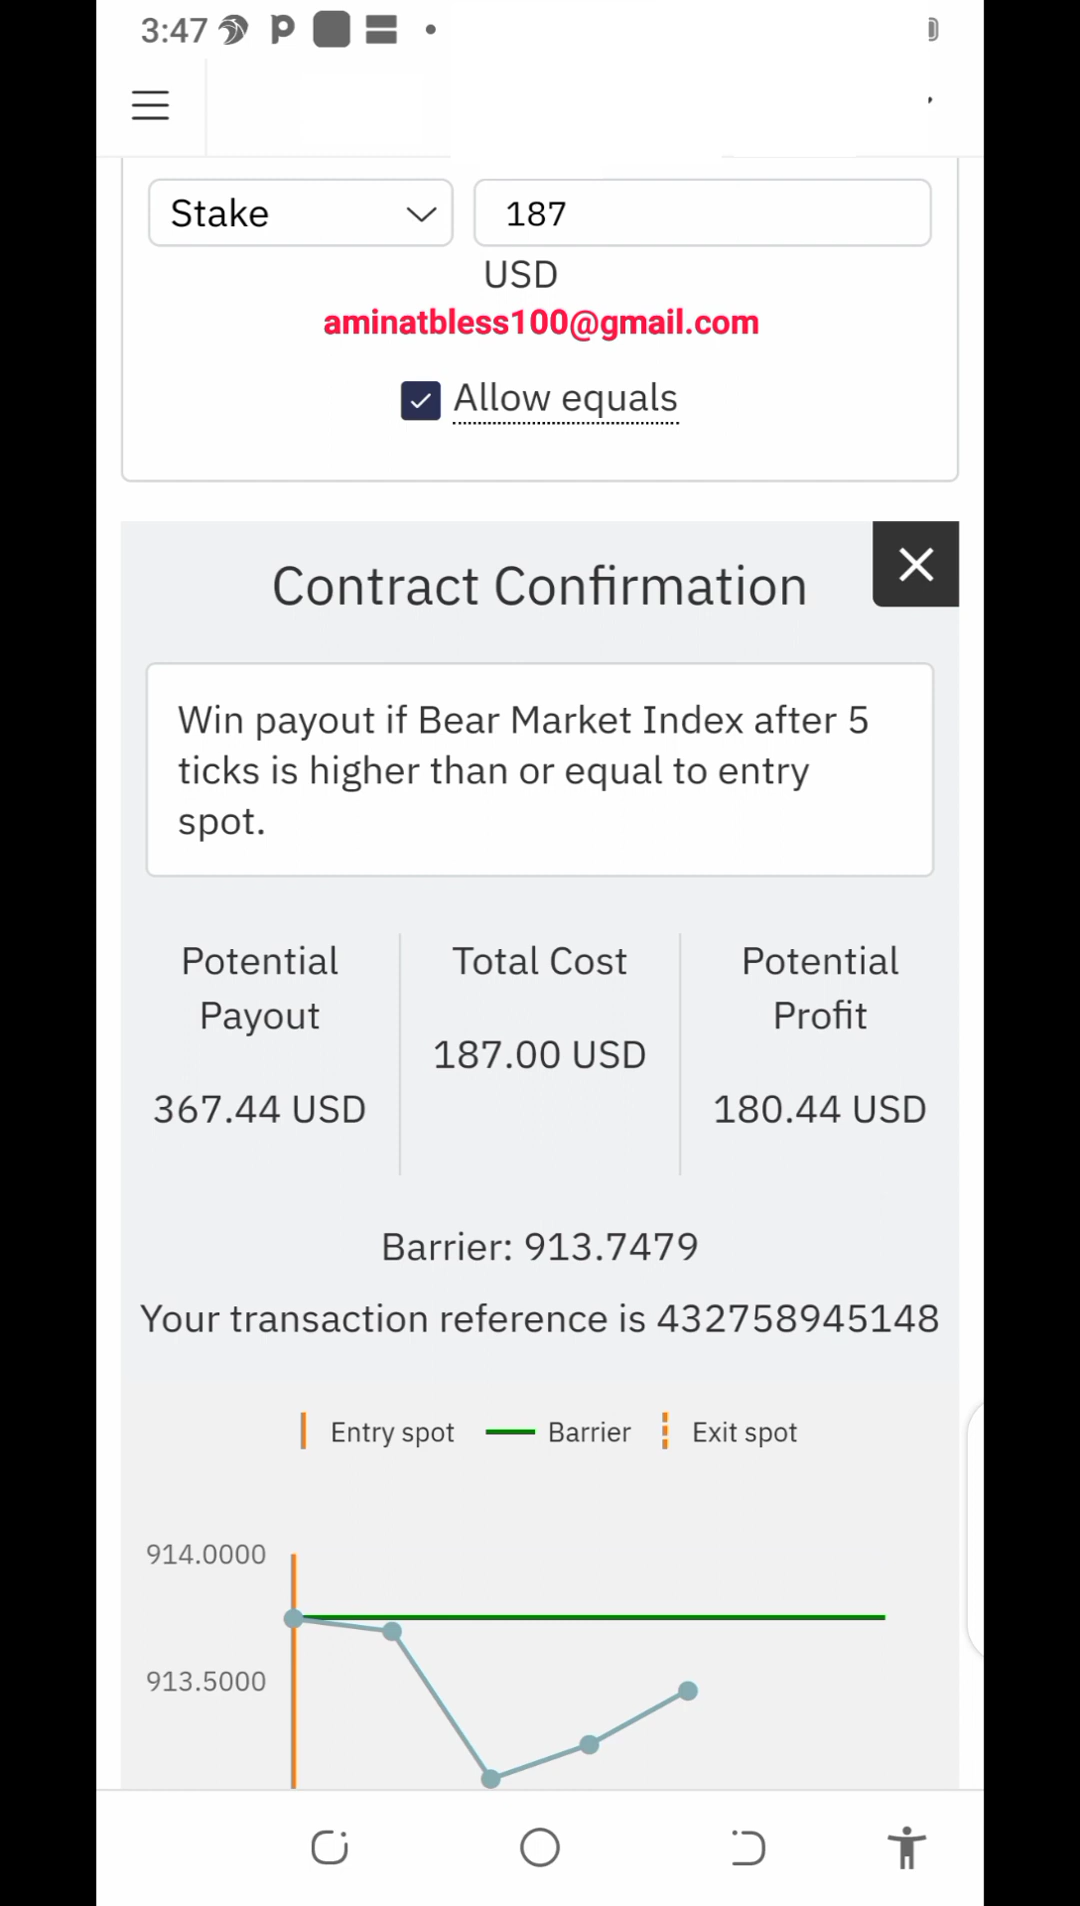 3:47
Stake
187
USD
aminatbless100@gmail.com
Allow equals
Contract Confirmation
Win payout if Bear Market Index after 5
ticks is higher than or equal to entry
spot.
Potential
Payout
367.44 USD
Total Cost
187.00 USD
Potential
Profit
180.44 USD
Barrier: 913.7479
Your transaction reference is 432758945148
Entry spot
Barrier
Exit spot
914.0000
913.5000